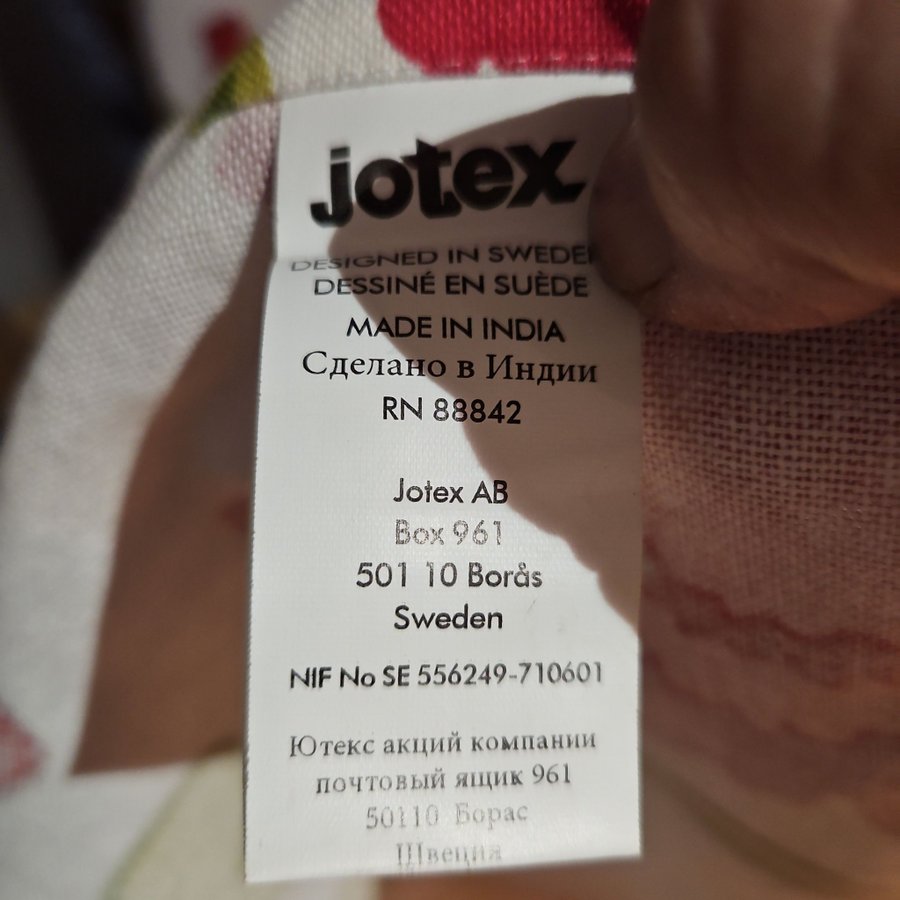 jotex
DESIGNED IN SWEDEN
DESSINÉ EN SUÈDE
MADE IN INDIA
Сделано в Индии
RN 88842
Jotex AB
Box 961
501 10 Borås
Sweden
NIF No SE 556249-710601
Ютекс акций компании
почтовый ящик 961
50110 Борас
Швеция